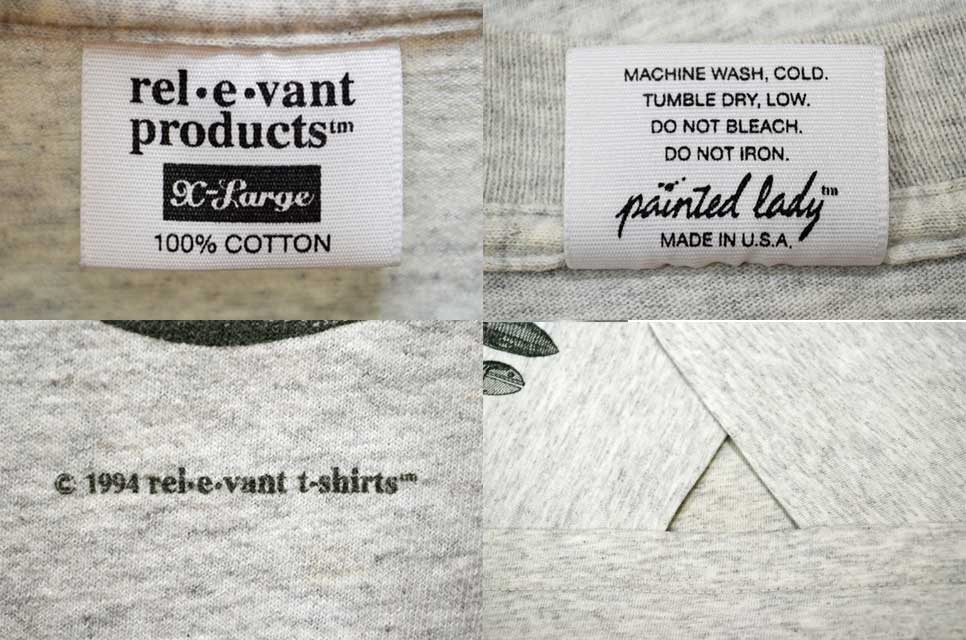 rel•e•vant
products™
X-Large
100% COTTON
MACHINE WASH, COLD.
TUMBLE DRY, LOW.
DO NOT BLEACH.
DO NOT IRON.
painted lady™
MADE IN U.S.A.
© 1994 rel•e•vant t-shirts™